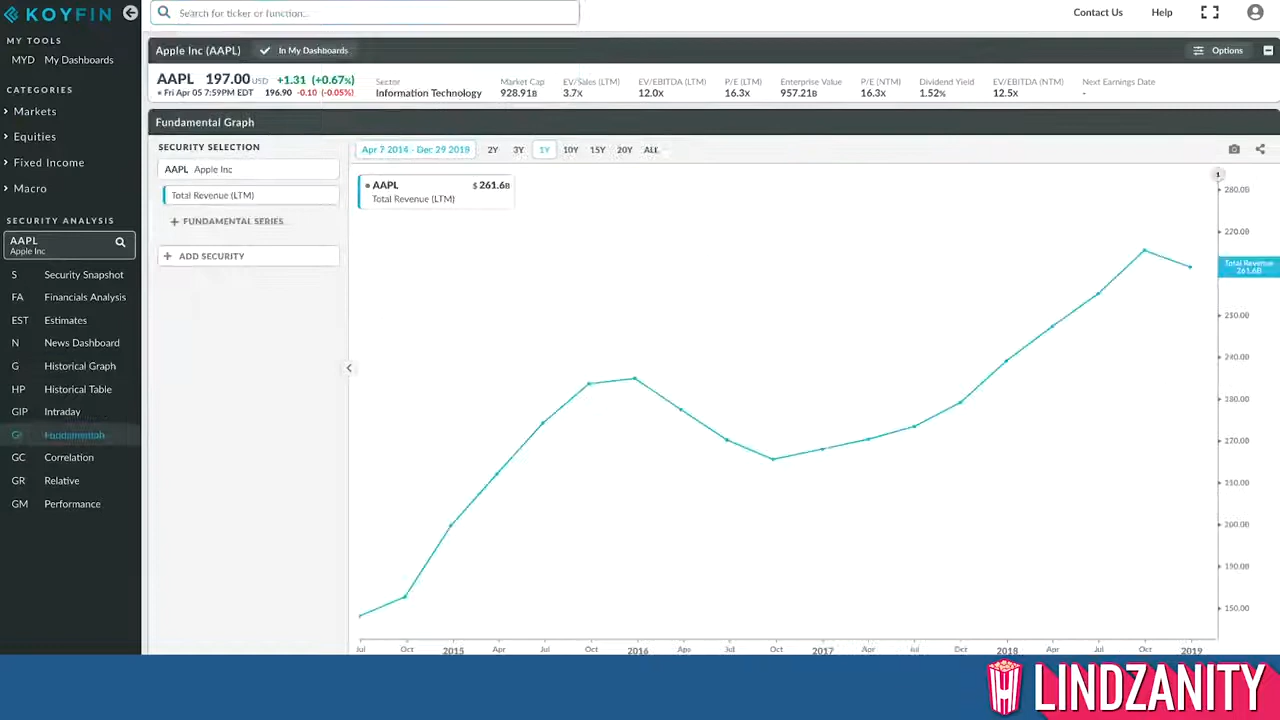 KOYFIN
Search for ticker or function...
Contact Us
Help
MY TOOLS
MYD My Dashboards
CATEGORIES
Markets
Equities
Fixed Income
Macro
SECURITY ANALYSIS
AAPL
Apple Inc
S Security Snapshot
FA Financials Analysis
EST Estimates
N News Dashboard
G Historical Graph
HP Historical Table
GIP Intraday
GF Fundamentals
GC Correlation
GR Relative
GM Performance
Apple Inc (AAPL)
In My Dashboards
Options
AAPL 197.00 USD +1.31 (+0.67%)
Fri Apr 05 7:59PM EDT 196.90 -0.10 (-0.05%)
Sector
Information Technology
Market Cap
928.91B
EV/Sales (LTM)
3.7X
EV/EBITDA (LTM)
12.0X
P/E (LTM)
16.3X
Enterprise Value
957.21B
P/E (NTM)
16.3X
Dividend Yield
1.52%
EV/EBITDA (NTM)
12.5X
Next Earnings Date
-
Fundamental Graph
SECURITY SELECTION
AAPL Apple Inc
Total Revenue (LTM)
+ FUNDAMENTAL SERIES
+ ADD SECURITY
Apr 7 2014 - Dec 29 2018 2Y 3Y 1Y 10Y 15Y 20Y ALL
AAPL $ 261.6B
Total Revenue (LTM)
1
280.00
270.00
Total Revenue
261.6B
200.00
190.00
Jul Oct 2015 Apr Jul Oct 2016 Apr Jul Oct 2017 Apr Jul Oct 2018 Apr Jul Oct 2019
LINDZANITY